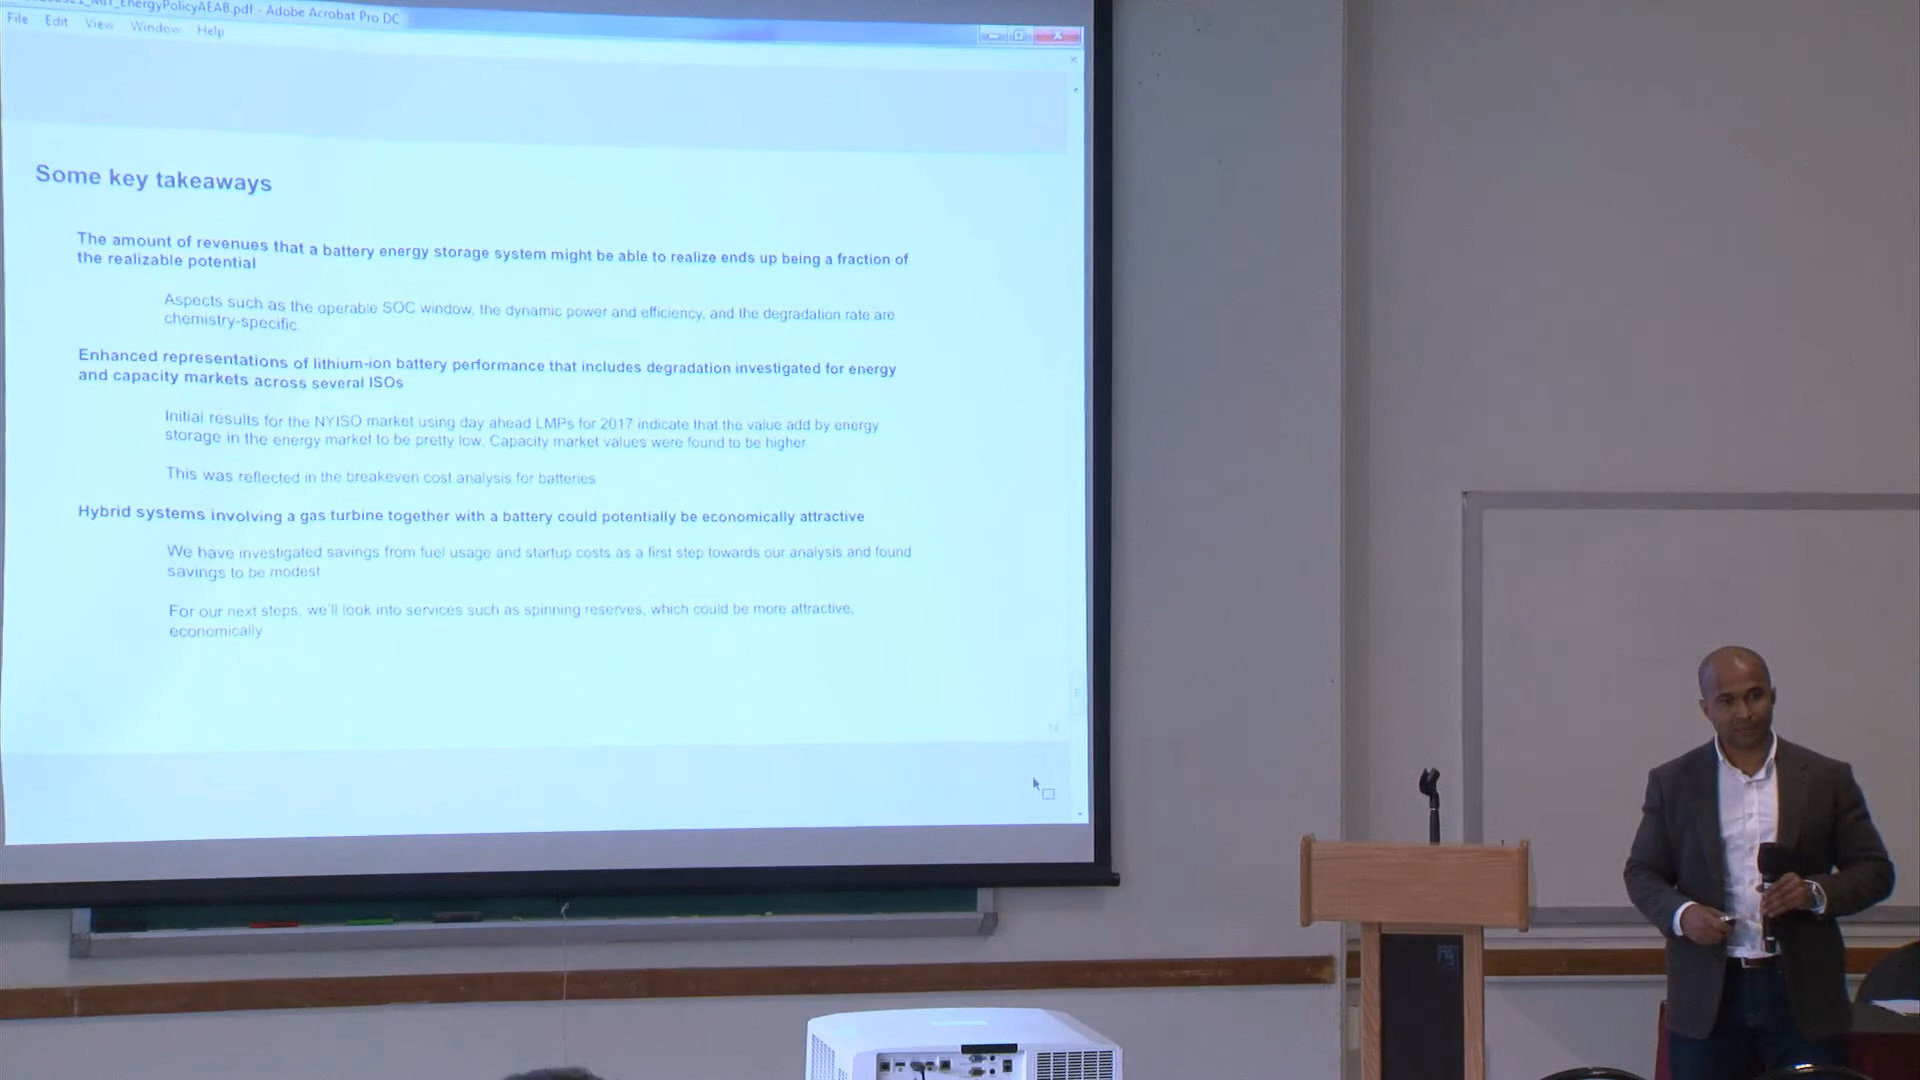 EnergyPolicyAEAB.pdf - Adobe Acrobat Pro DC
File Edit View Window Help
Some key takeaways
The amount of revenues that a battery energy storage system might be able to realize ends up being a fraction of
the realizable potential
Aspects such as the operable SOC window, the dynamic power and efficiency, and the degradation rate are
chemistry-specific.
Enhanced representations of lithium-ion battery performance that includes degradation investigated for energy
and capacity markets across several ISOs
Initial results for the NYISO market using day ahead LMPs for 2017 indicate that the value add by energy
storage in the energy market to be pretty low. Capacity market values were found to be higher.
This was reflected in the breakeven cost analysis for batteries
Hybrid systems involving a gas turbine together with a battery could potentially be economically attractive
We have investigated savings from fuel usage and startup costs as a first step towards our analysis and found
savings to be modest
For our next steps, we'll look into services such as spinning reserves, which could be more attractive,
economically